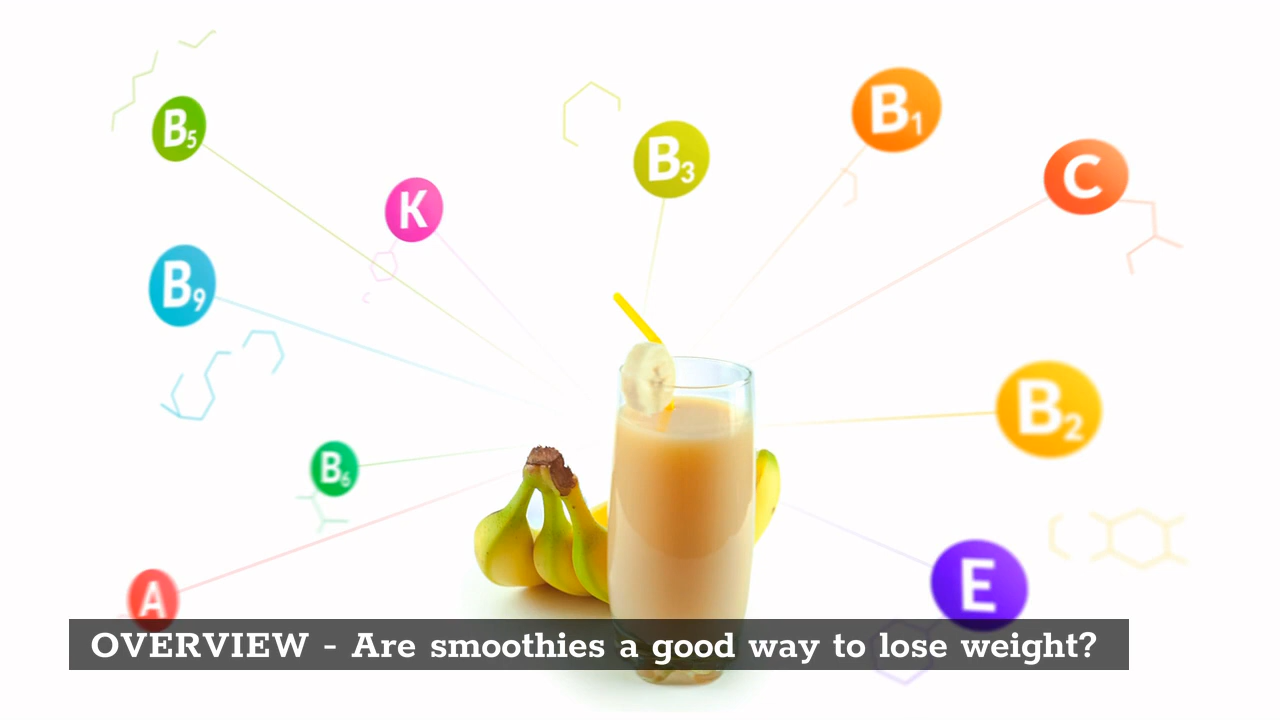 B1
B5
B3
C
K
B9
B2
B6
E
A
OVERVIEW - Are smoothies a good way to lose weight?